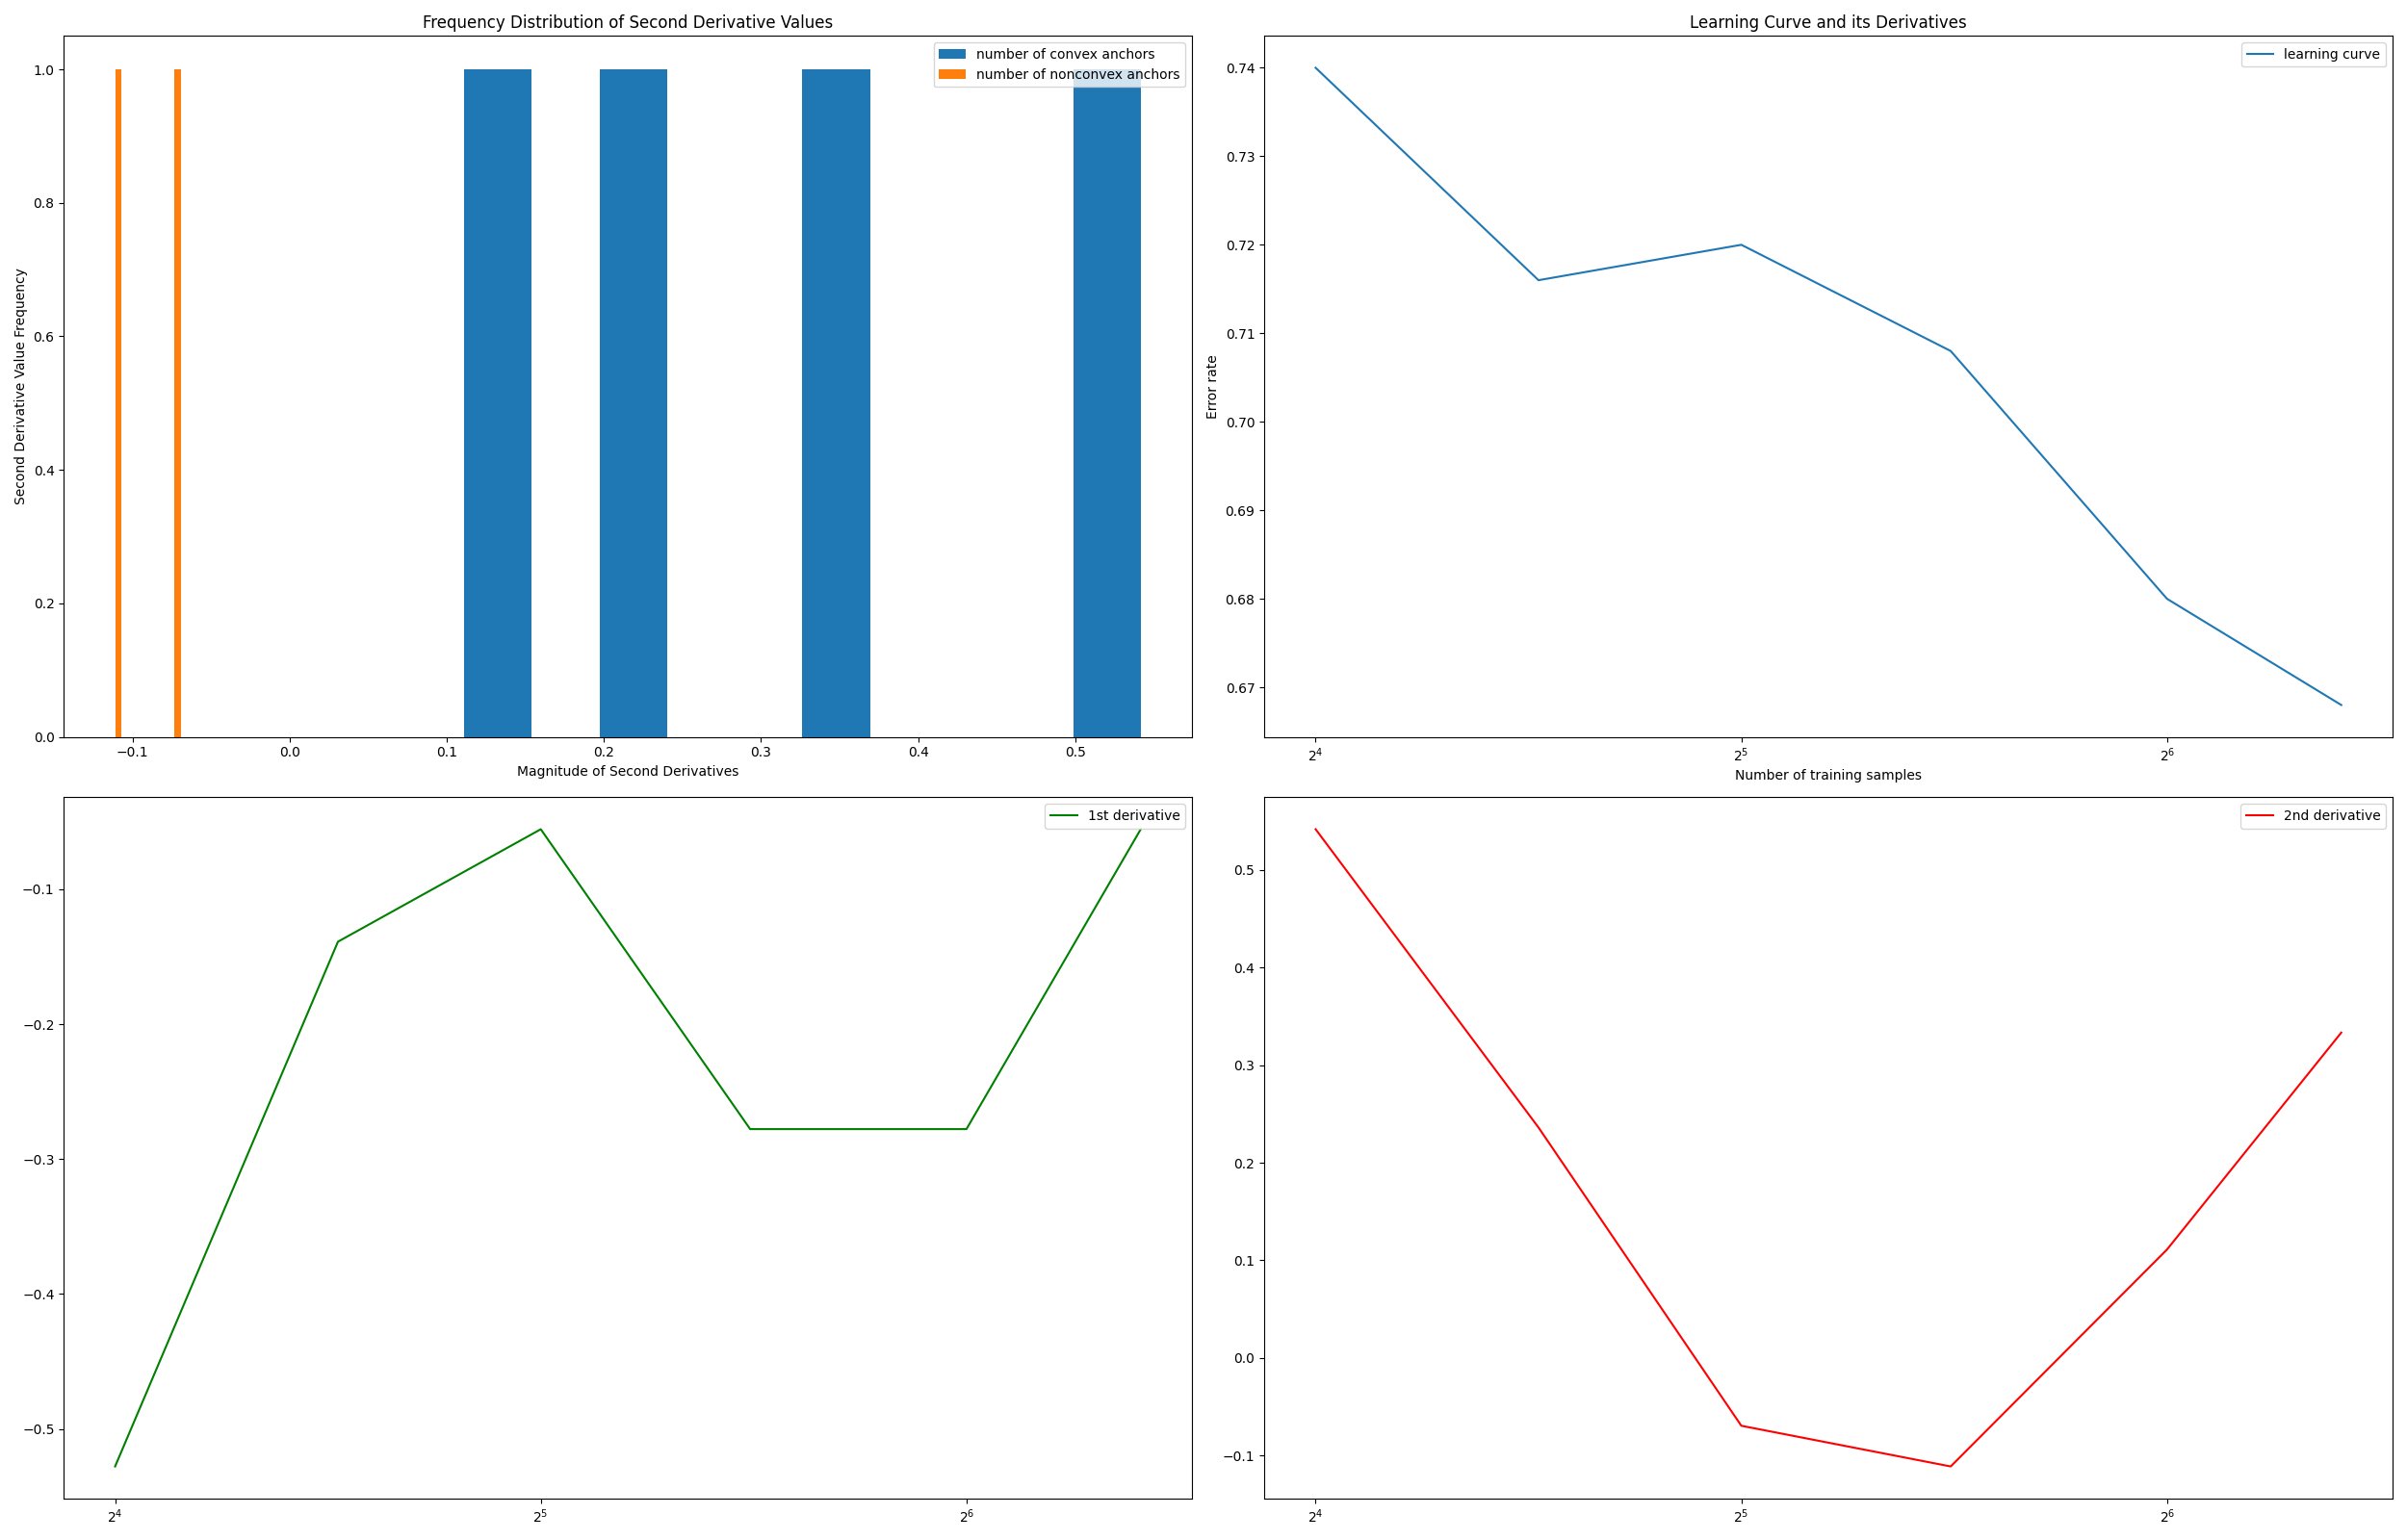 Frequency Distribution of Second Derivative Values
number of convex anchors
number of nonconvex anchors
Second Derivative Value Frequency
1.0
0.8
0.6
0.4
0.2
0.0
−0.1 0.0 0.1 0.2 0.3 0.4 0.5
Magnitude of Second Derivatives
Learning Curve and its Derivatives
learning curve
Error rate
0.74
0.73
0.72
0.71
0.70
0.69
0.68
0.67
2⁴ 2⁵ 2⁶
Number of training samples
1st derivative
−0.1
−0.2
−0.3
−0.4
−0.5
2⁴ 2⁵ 2⁶
2nd derivative
0.5
0.4
0.3
0.2
0.1
0.0
−0.1
2⁴ 2⁵ 2⁶